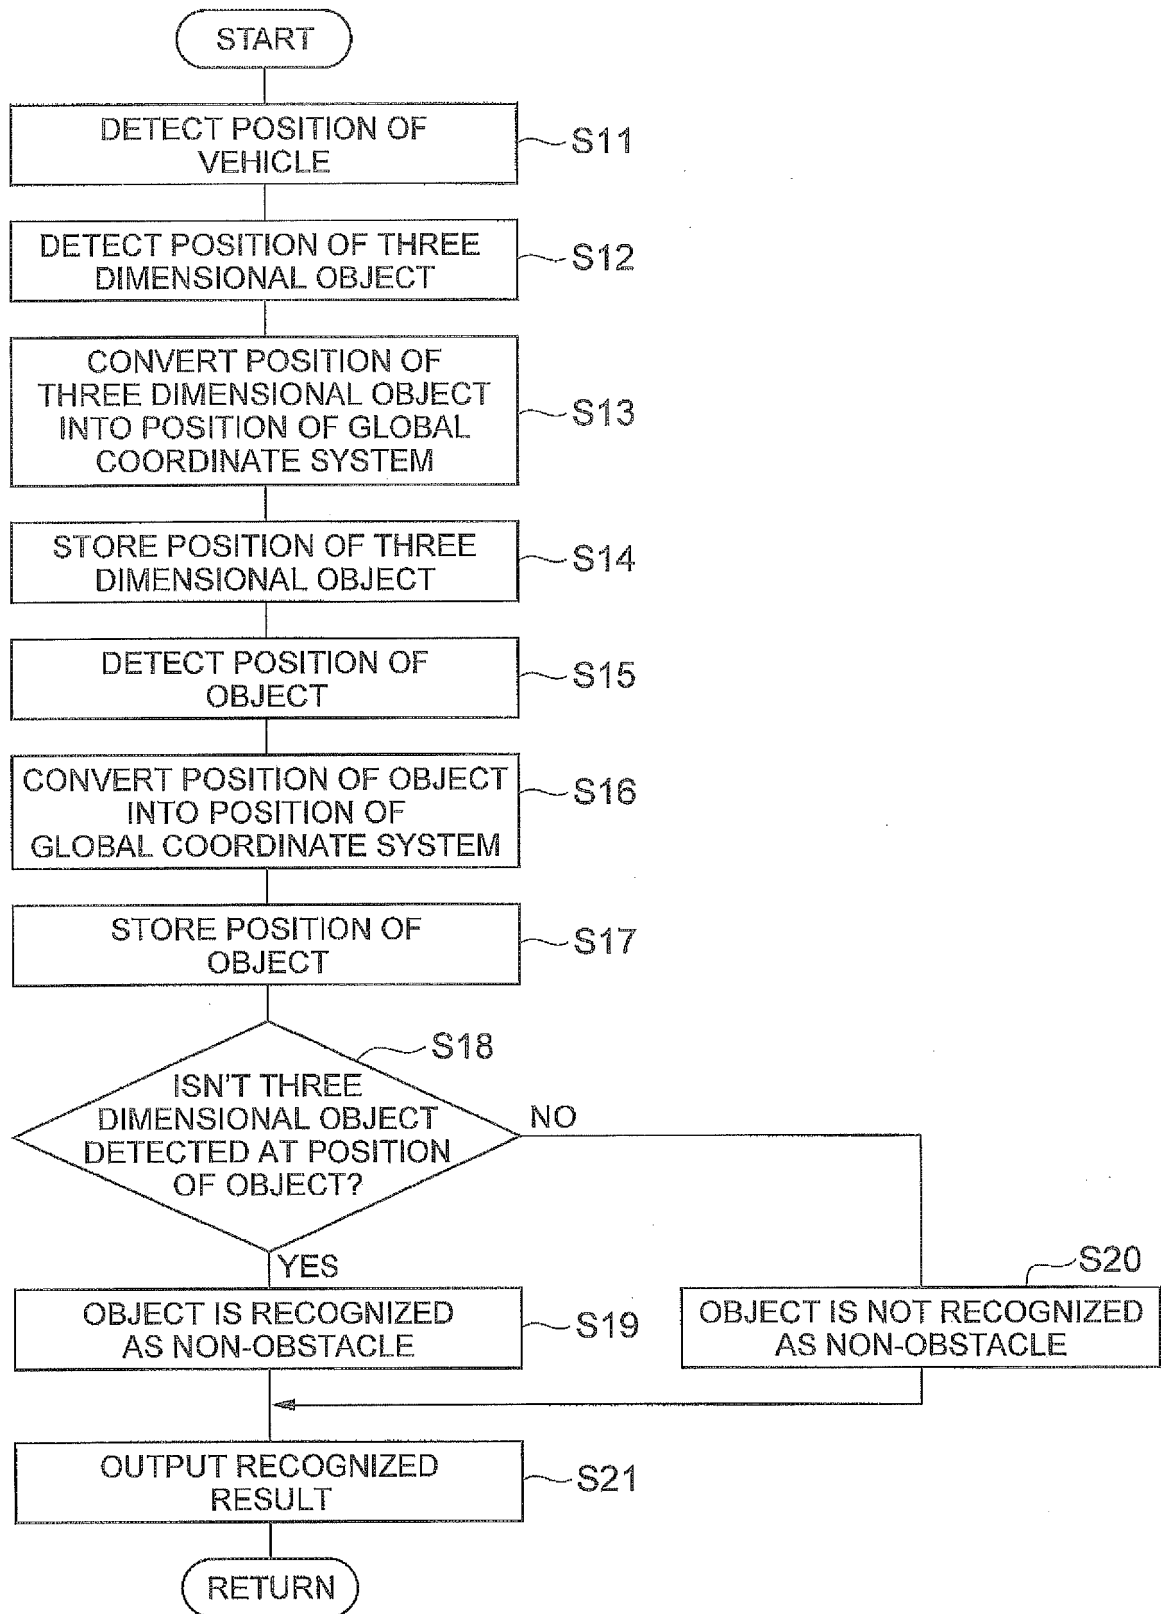 START
DETECT POSITION OF
VEHICLE
S11
DETECT POSITION OF THREE
DIMENSIONAL OBJECT
S12
CONVERT POSITION OF
THREE DIMENSIONAL OBJECT
INTO POSITION OF GLOBAL
COORDINATE SYSTEM
S13
STORE POSITION OF THREE
DIMENSIONAL OBJECT
S14
DETECT POSITION OF
OBJECT
S15
CONVERT POSITION OF OBJECT
INTO POSITION OF
GLOBAL COORDINATE SYSTEM
S16
STORE POSITION OF
OBJECT
S17
S18
ISN'T THREE
DIMENSIONAL OBJECT
DETECTED AT POSITION
OF OBJECT?
NO
YES
OBJECT IS RECOGNIZED
AS NON-OBSTACLE
S19
S20
OBJECT IS NOT RECOGNIZED
AS NON-OBSTACLE
OUTPUT RECOGNIZED
RESULT
S21
RETURN